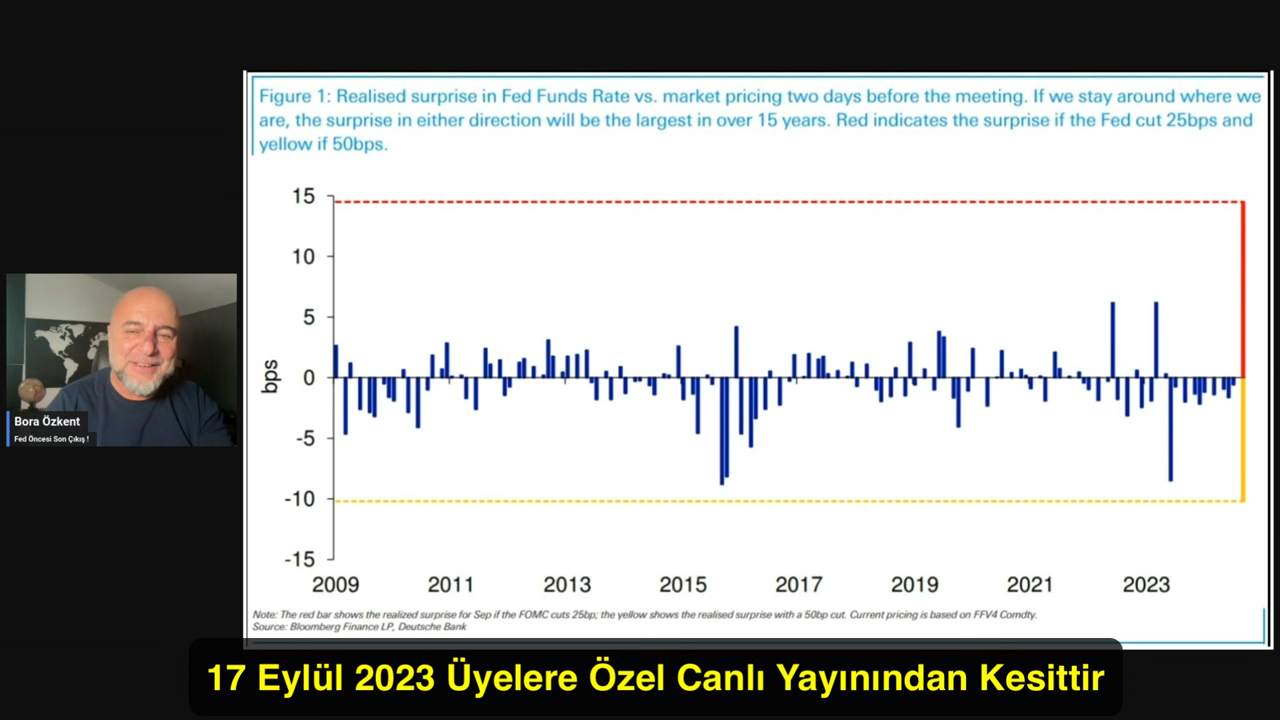 Figure 1: Realised surprise in Fed Funds Rate vs. market pricing two days before the meeting. If we stay around where we
are, the surprise in either direction will be the largest in over 15 years. Red indicates the surprise if the Fed cut 25bps and
yellow if 50bps.
15
10
5
0
-5
-10
-15
bps
2009 2011 2013 2015 2017 2019 2021 2023
Note: The red bar shows the realized surprise for Sep if the FOMC cuts 25bp; the yellow shows the realised surprise with a 50bp cut. Current pricing is based on FFV4 Comdty.
Source: Bloomberg Finance LP, Deutsche Bank
Bora Özkent
Fed Öncesi Son Çıkış !
17 Eylül 2023 Üyelere Özel Canlı Yayınından Kesittir